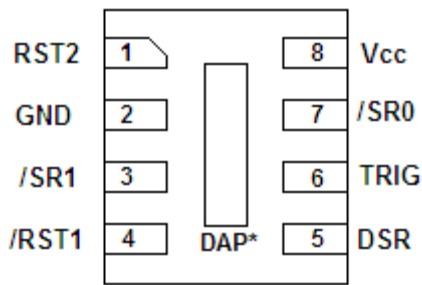 RST2 1 8 Vcc
GND 2 7 /SR0
/SR1 3 6 TRIG
/RST1 4 DAP* 5 DSR